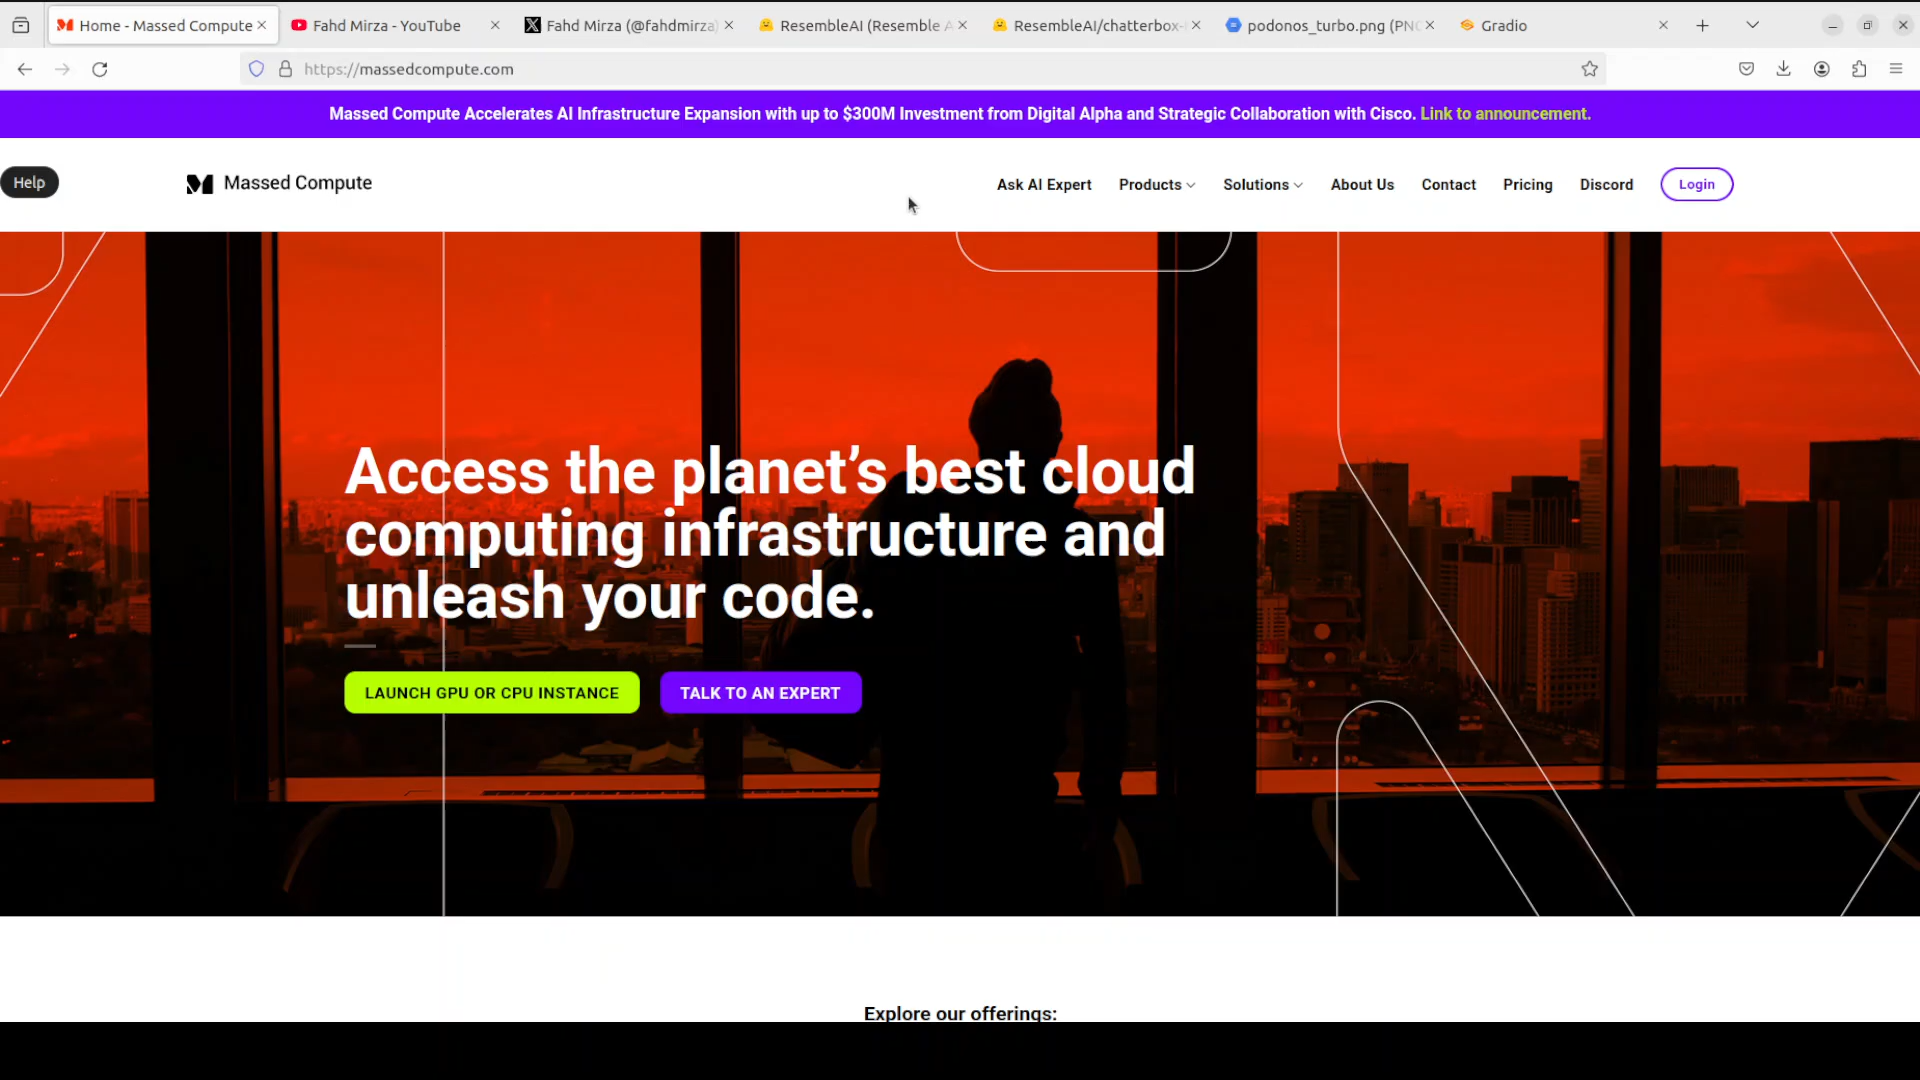 Home - Massed Compute
Fahd Mirza - YouTube
Fahd Mirza (@fahdmirza)
ResembleAI (Resemble A
ResembleAI/chatterbox-
podonos_turbo.png (PNG
Gradio
https://massedcompute.com
Massed Compute Accelerates AI Infrastructure Expansion with up to $300M Investment from Digital Alpha and Strategic Collaboration with Cisco. Link to announcement.
Help
Massed Compute
Ask AI Expert
Products
Solutions
About Us
Contact
Pricing
Discord
Login
Access the planet’s best cloud
computing infrastructure and
unleash your code.
LAUNCH GPU OR CPU INSTANCE
TALK TO AN EXPERT
Explore our offerings: